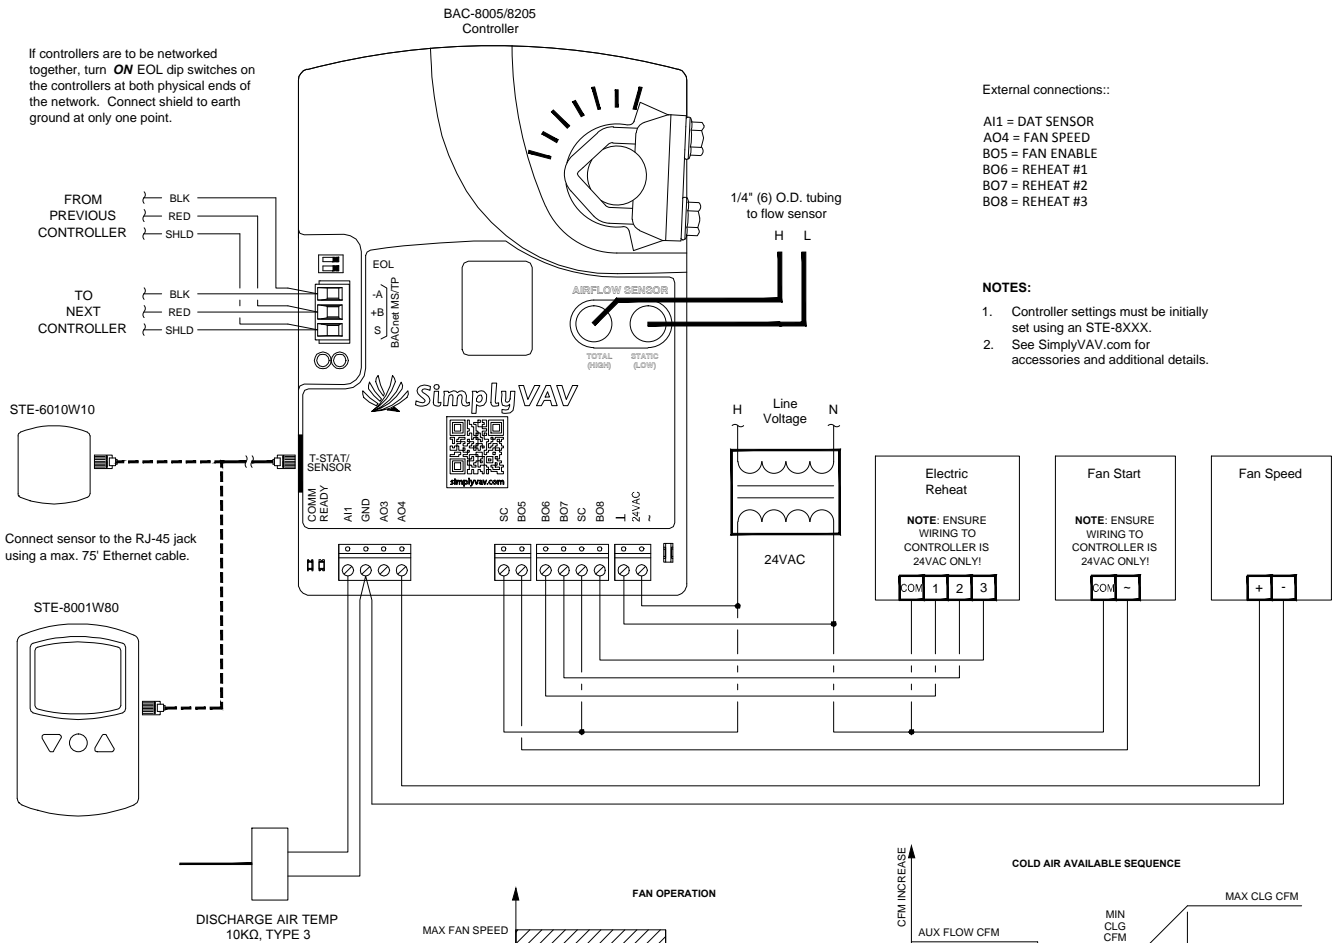 BAC-8005/8205
Controller
If controllers are to be networked
together, turn ON EOL dip switches on
the controllers at both physical ends of
the network. Connect shield to earth
ground at only one point.
External connections::
AI1 = DAT SENSOR
AO4 = FAN SPEED
BO5 = FAN ENABLE
BO6 = REHEAT #1
BO7 = REHEAT #2
BO8 = REHEAT #3
FROM
PREVIOUS
CONTROLLER
BLK
RED
SHLD
1/4" (6) O.D. tubing
to flow sensor
H L
TO
NEXT
CONTROLLER
BLK
RED
SHLD
EOL
-A
+B
S
BACnet MS/TP
AIRFLOW SENSOR
TOTAL
(HIGH)
STATIC
(LOW)
NOTES:
1. Controller settings must be initially
set using an STE-8XXX.
2. See SimplyVAV.com for
accessories and additional details.
SimplyVAV
simplyvav.com
STE-6010W10
T-STAT/
SENSOR
COMM
READY
AI1
GND
AO3
AO4
SC
BO5
BO6
BO7
SC
BO8
⊥
24VAC
~
H
Line
Voltage
N
24VAC
Connect sensor to the RJ-45 jack
using a max. 75' Ethernet cable.
STE-8001W80
Electric
Reheat
NOTE: ENSURE
WIRING TO
CONTROLLER IS
24VAC ONLY!
COM 1 2 3
Fan Start
NOTE: ENSURE
WIRING TO
CONTROLLER IS
24VAC ONLY!
COM ~
Fan Speed
+ -
DISCHARGE AIR TEMP
10KΩ, TYPE 3
FAN OPERATION
MAX FAN SPEED
COLD AIR AVAILABLE SEQUENCE
CFM INCREASE
AUX FLOW CFM
MIN
CLG
CFM
MAX CLG CFM